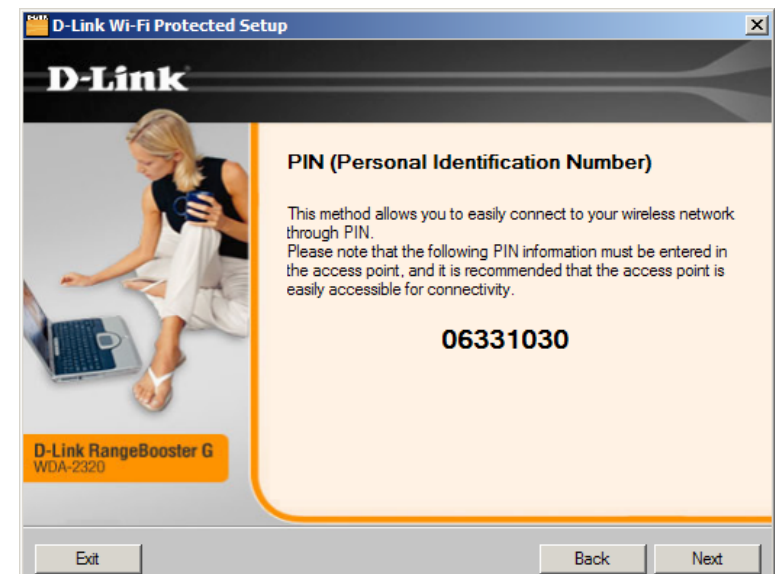 D-Link Wi-Fi Protected Setup
D-Link
PIN (Personal Identification Number)
This method allows you to easily connect to your wireless network
through PIN.
Please note that the following PIN information must be entered in
the access point, and it is recommended that the access point is
easily accessible for connectivity.
06331030
D-Link RangeBooster G
WDA-2320
Exit
Back
Next